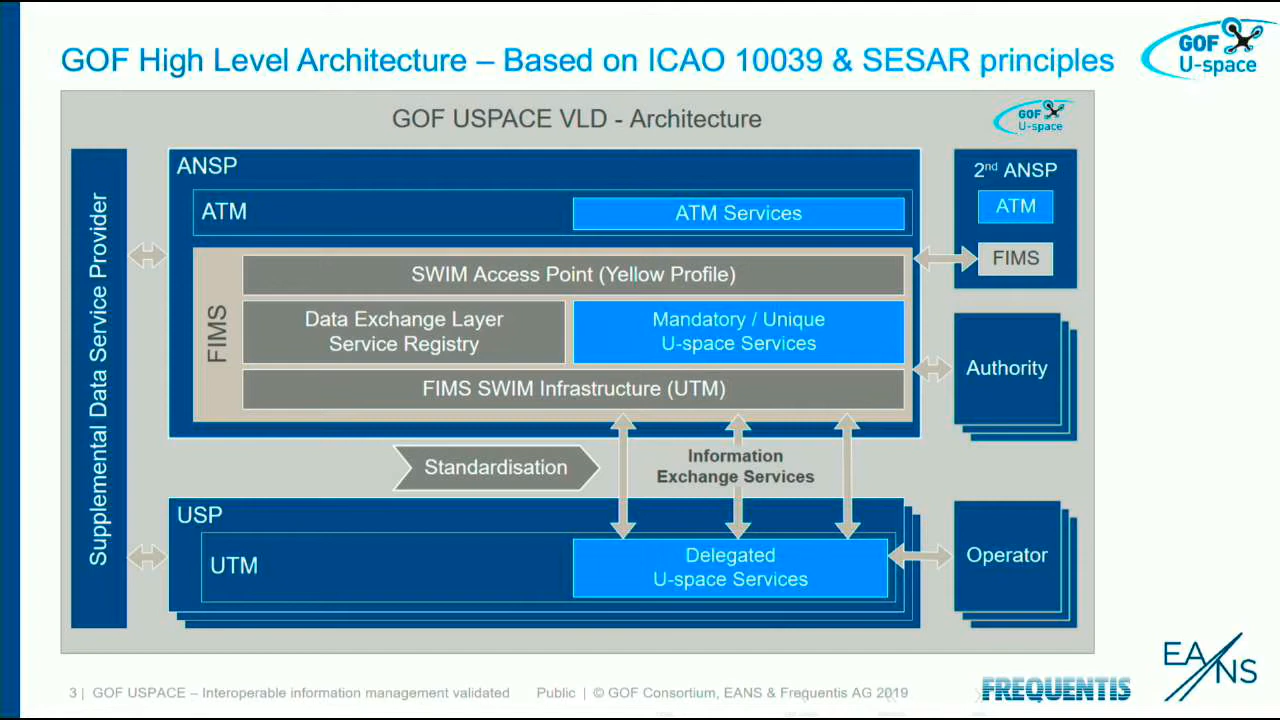 GOF High Level Architecture – Based on ICAO 10039 & SESAR principles
GOF
U-space
GOF USPACE VLD - Architecture
GOF
U-space
Supplemental Data Service Provider
ANSP
ATM
ATM Services
FIMS
SWIM Access Point (Yellow Profile)
Data Exchange Layer
Service Registry
Mandatory / Unique
U-space Services
FIMS SWIM Infrastructure (UTM)
2nd ANSP
ATM
FIMS
Authority
Standardisation
Information
Exchange Services
USP
UTM
Delegated
U-space Services
Operator
3 | GOF USPACE – Interoperable information management validated Public | © GOF Consortium, EANS & Frequentis AG 2019
FREQUENTIS
EANS